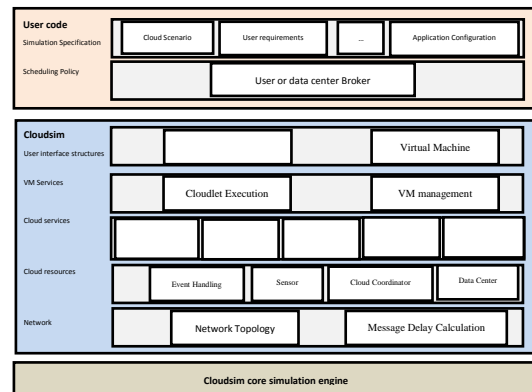 User code
Simulation Specification
Cloud Scenario
User requirements
...
Application Configuration
Scheduling Policy
User or data center Broker
Cloudsim
User interface structures
Virtual Machine
VM Services
Cloudlet Execution
VM management
Cloud services
Cloud resources
Event Handling
Sensor
Cloud Coordinator
Data Center
Network
Network Topology
Message Delay Calculation
Cloudsim core simulation engine